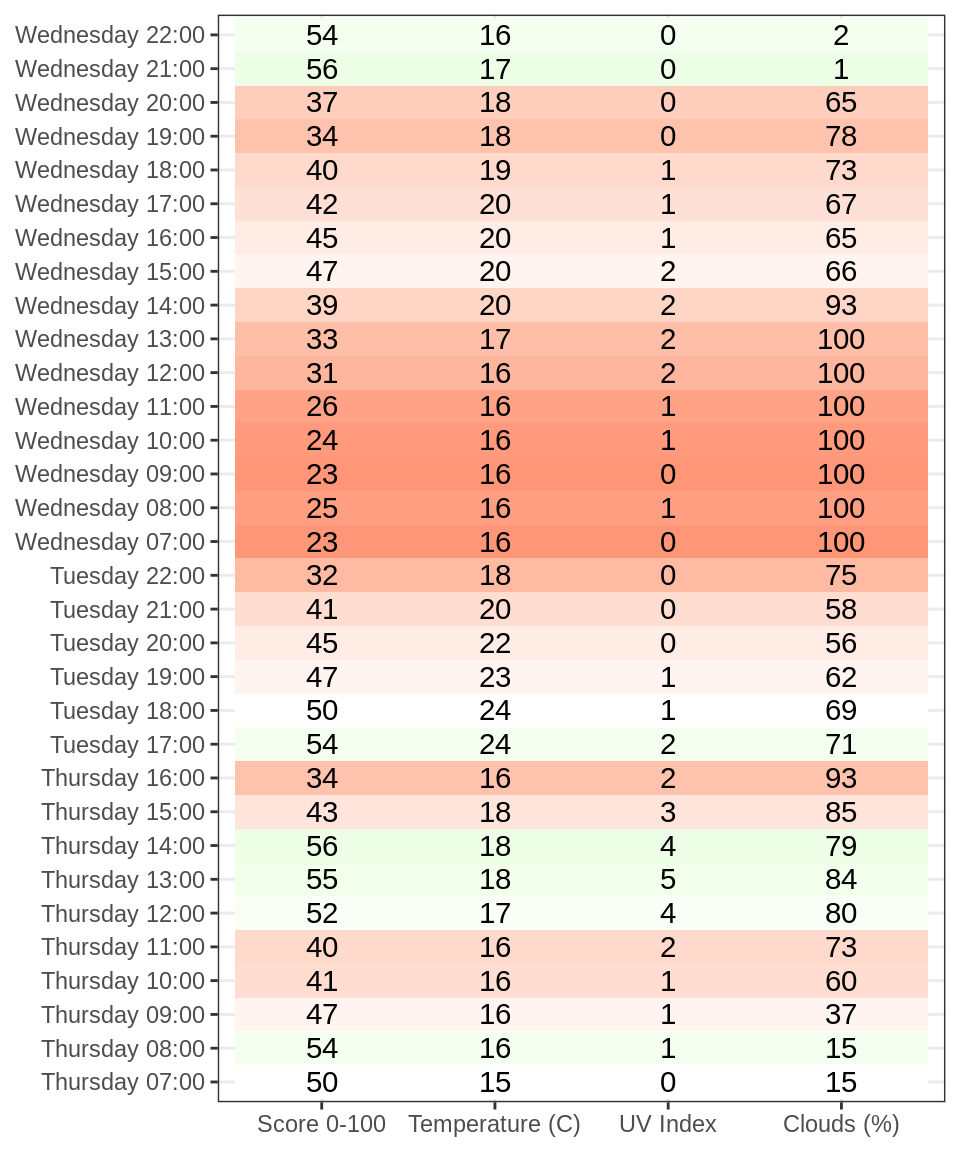 Wednesday 22:00 54 16 0 2
Wednesday 21:00 56 17 0 1
Wednesday 20:00 37 18 0 65
Wednesday 19:00 34 18 0 78
Wednesday 18:00 40 19 1 73
Wednesday 17:00 42 20 1 67
Wednesday 16:00 45 20 1 65
Wednesday 15:00 47 20 2 66
Wednesday 14:00 39 20 2 93
Wednesday 13:00 33 17 2 100
Wednesday 12:00 31 16 2 100
Wednesday 11:00 26 16 1 100
Wednesday 10:00 24 16 1 100
Wednesday 09:00 23 16 0 100
Wednesday 08:00 25 16 1 100
Wednesday 07:00 23 16 0 100
Tuesday 22:00 32 18 0 75
Tuesday 21:00 41 20 0 58
Tuesday 20:00 45 22 0 56
Tuesday 19:00 47 23 1 62
Tuesday 18:00 50 24 1 69
Tuesday 17:00 54 24 2 71
Thursday 16:00 34 16 2 93
Thursday 15:00 43 18 3 85
Thursday 14:00 56 18 4 79
Thursday 13:00 55 18 5 84
Thursday 12:00 52 17 4 80
Thursday 11:00 40 16 2 73
Thursday 10:00 41 16 1 60
Thursday 09:00 47 16 1 37
Thursday 08:00 54 16 1 15
Thursday 07:00 50 15 0 15
Score 0-100 Temperature (C) UV Index Clouds (%)